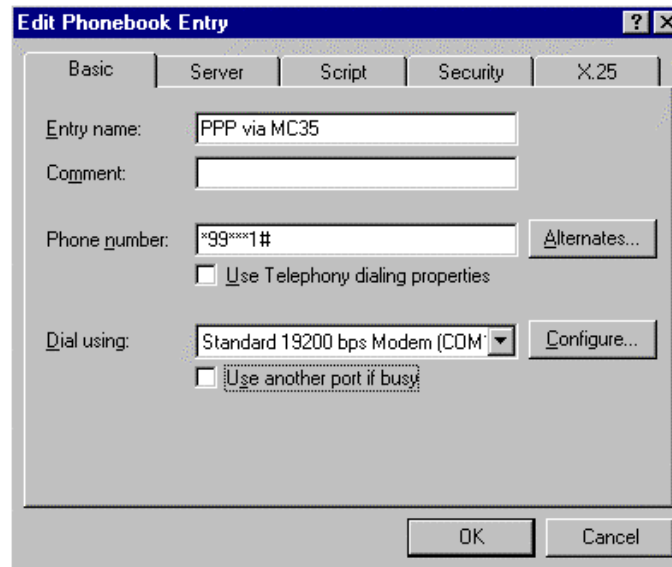 Edit Phonebook Entry
Basic Server Script Security X.25
Entry name: PPP via MC35
Comment:
Phone number: *99***1# Alternates...
Use Telephony dialing properties
Dial using: Standard 19200 bps Modem (COM1 Configure...
Use another port if busy
OK Cancel